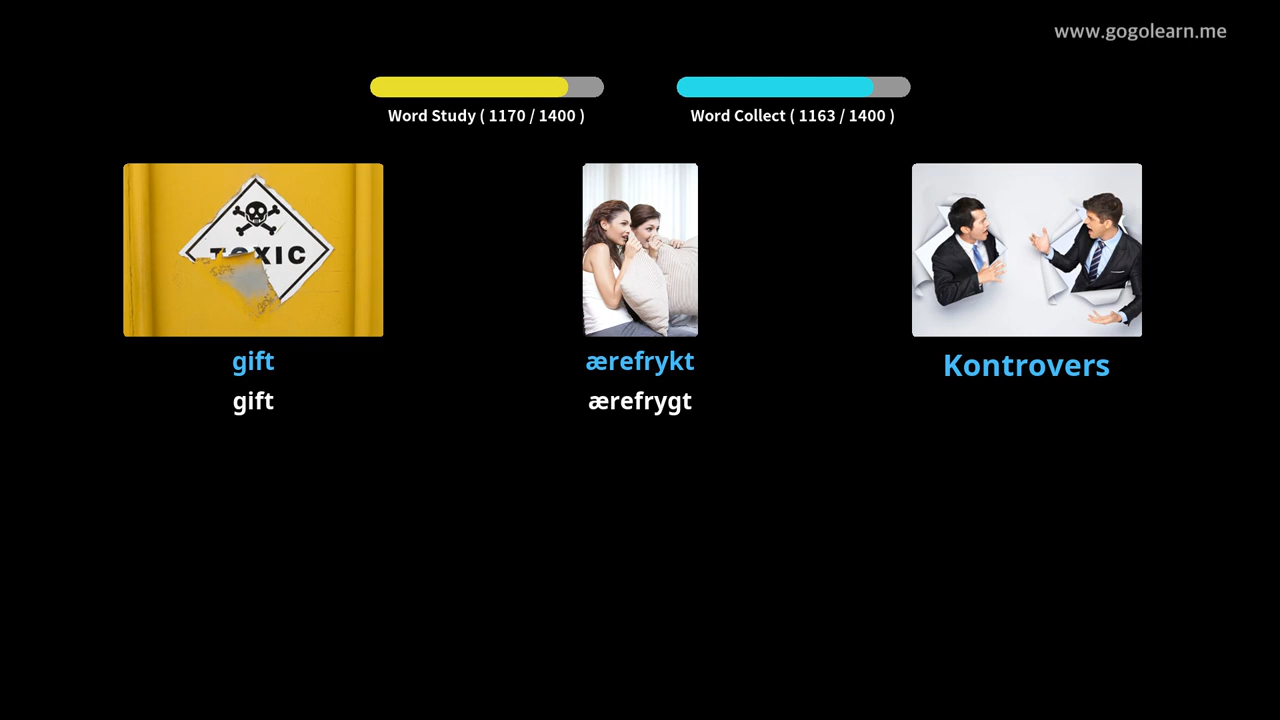 www.gogolearn.me
Word Study ( 1170 / 1400 )
Word Collect ( 1163 / 1400 )
TOXIC
gift
ærefrykt
Kontrovers
gift
ærefrygt